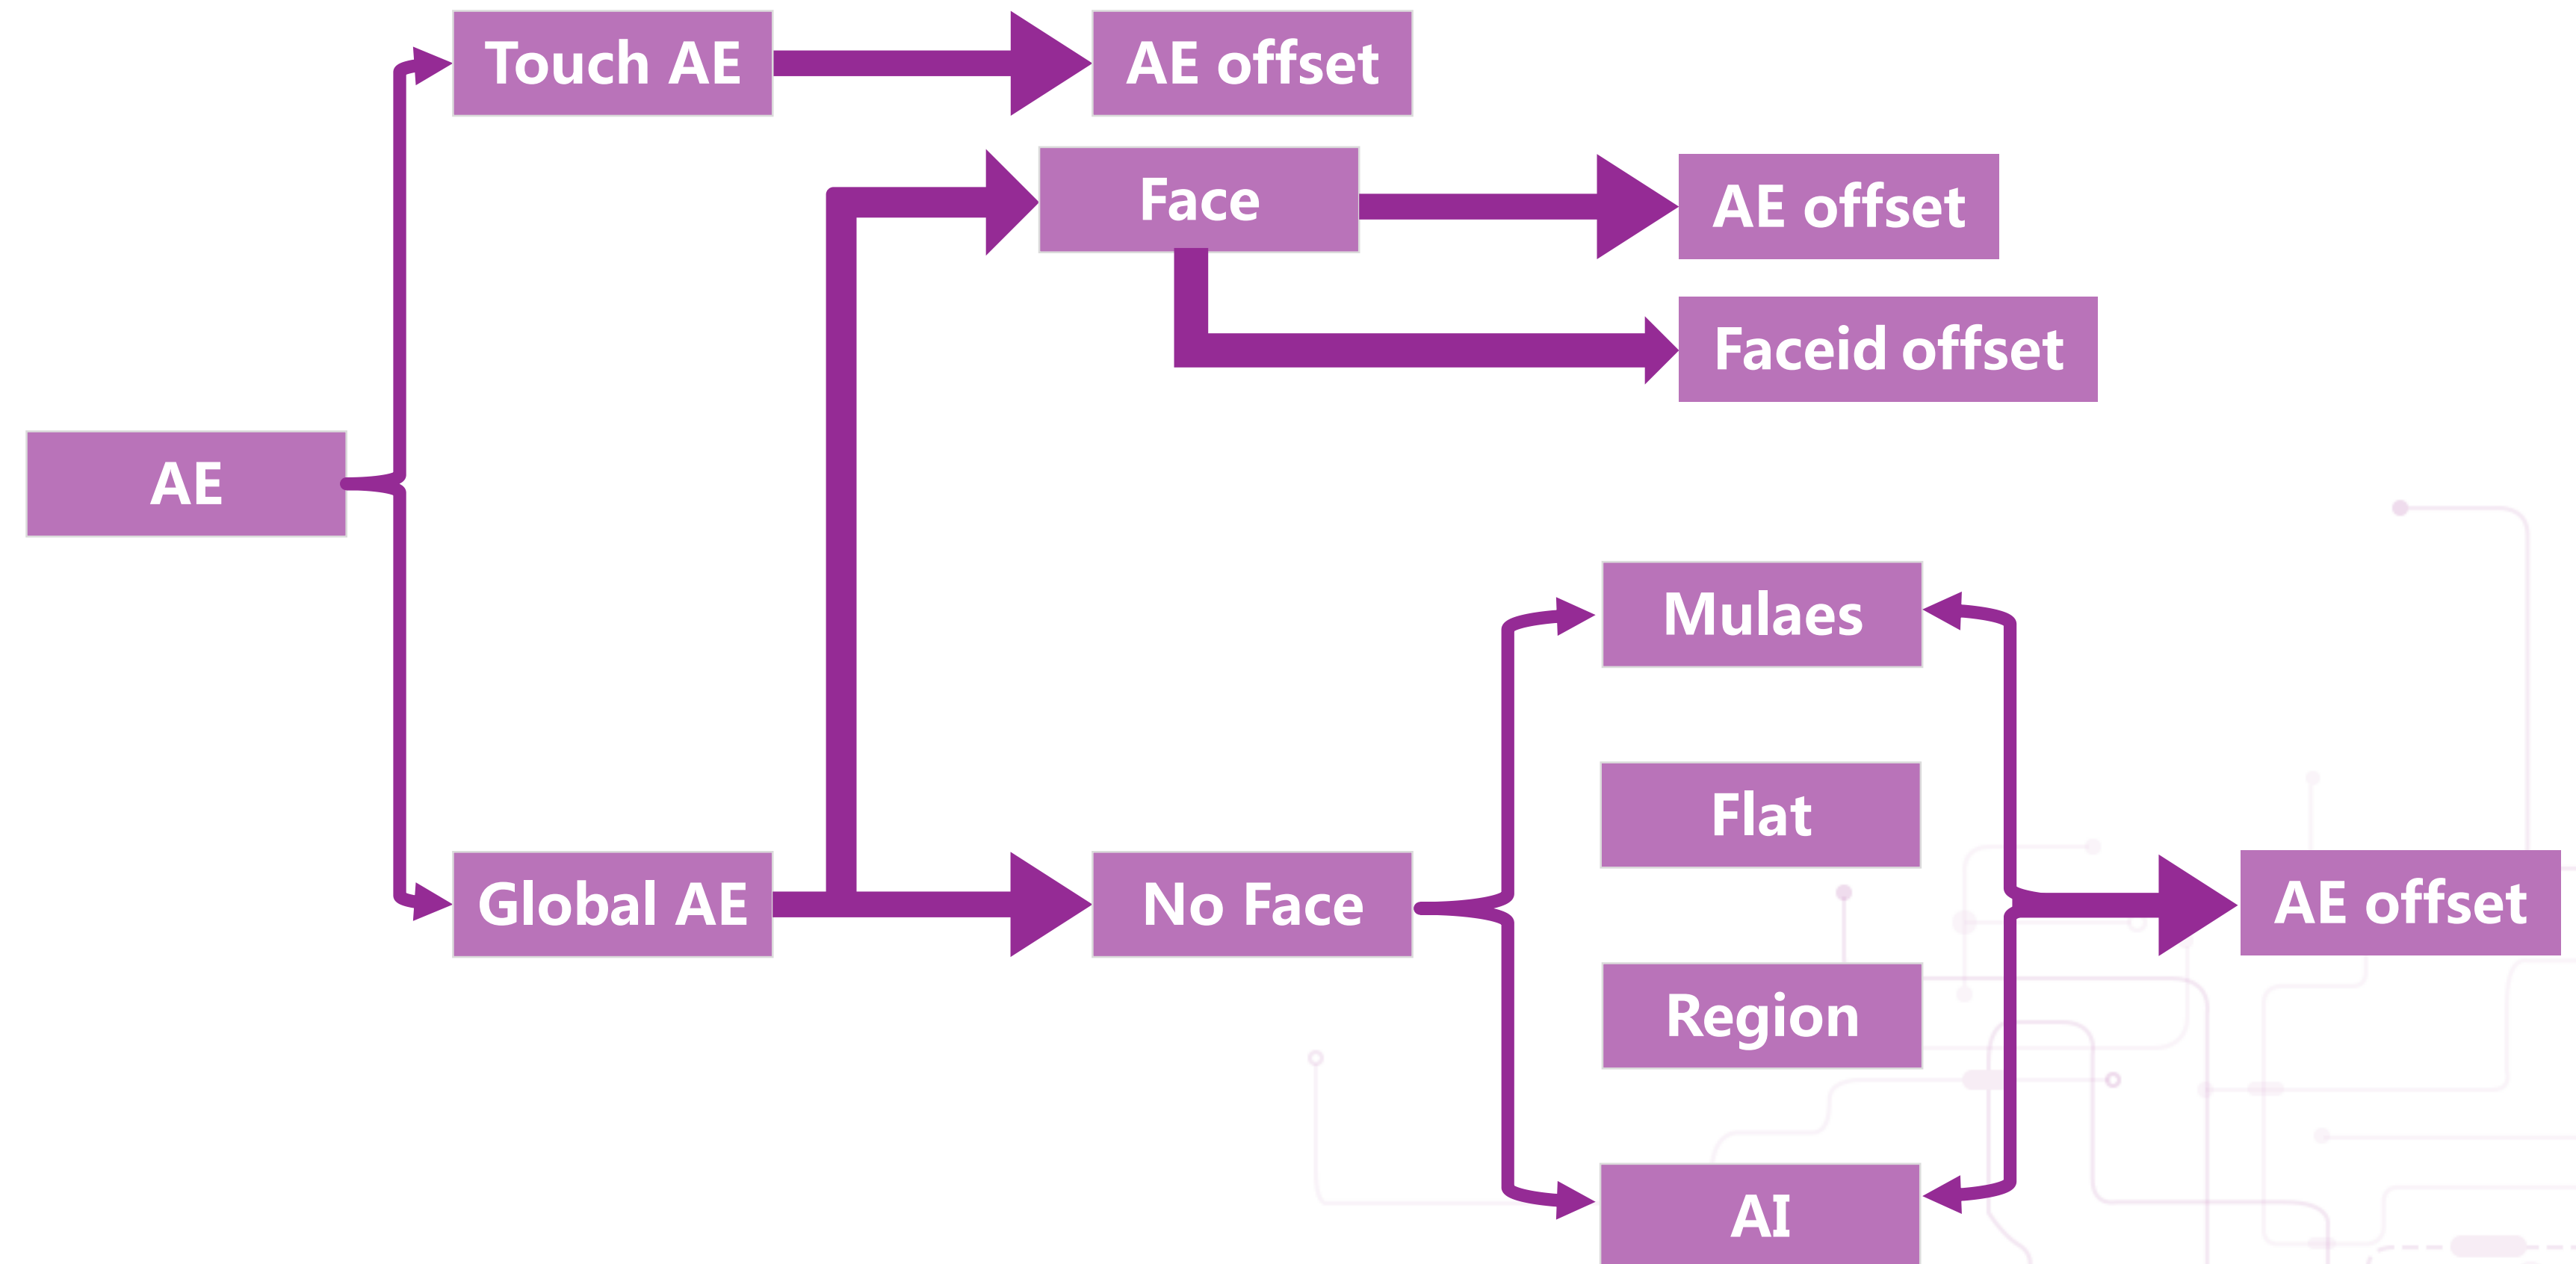 Touch AE
AE offset
Face
AE offset
Faceid offset
AE
Mulaes
Flat
Global AE
No Face
AE offset
Region
AI